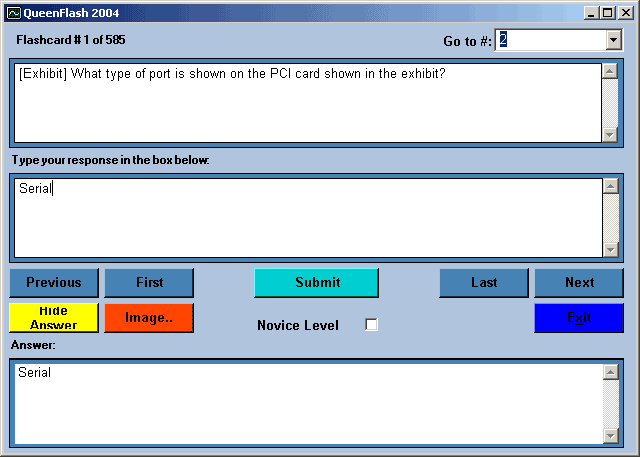 QueenFlash 2004
Flashcard # 1 of 585
Go to #: 2
[Exhibit] What type of port is shown on the PCI card shown in the exhibit?
Type your response in the box below:
Serial
Previous First Submit Last Next
Hide
Answer
Image..
Novice Level
Exit
Answer:
Serial